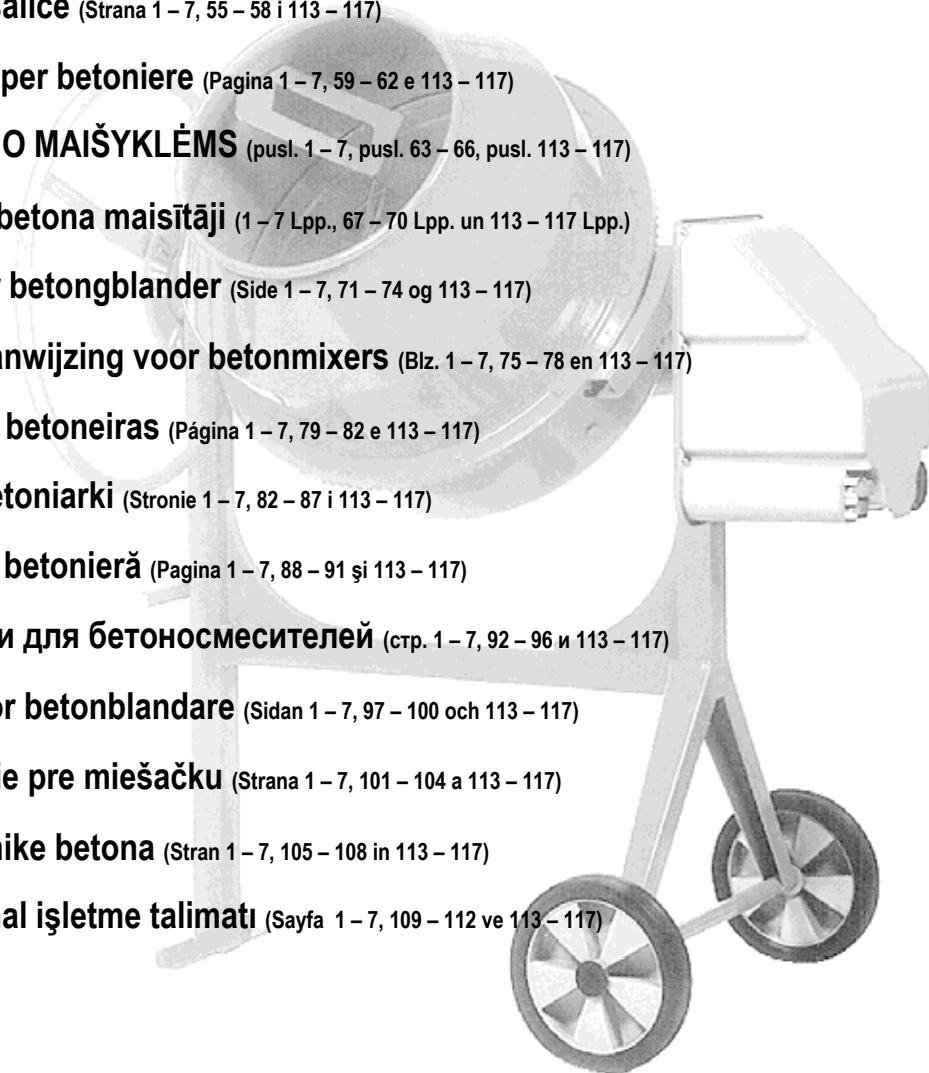 šalice (Strana 1 – 7, 55 – 58 i 113 – 117)
per betoniere (Pagina 1 – 7, 59 – 62 e 113 – 117)
O MAIŠYKLĖMS (pusl. 1 – 7, pusl. 63 – 66, pusl. 113 – 117)
betona maisītāji (1 – 7 Lpp., 67 – 70 Lpp. un 113 – 117 Lpp.)
betongblander (Side 1 – 7, 71 – 74 og 113 – 117)
nwijzing voor betonmixers (Blz. 1 – 7, 75 – 78 en 113 – 117)
betoneiras (Página 1 – 7, 79 – 82 e 113 – 117)
etoniarki (Stronie 1 – 7, 82 – 87 i 113 – 117)
betonieră (Pagina 1 – 7, 88 – 91 şi 113 – 117)
и для бетоносмесителей (стр. 1 – 7, 92 – 96 и 113 – 117)
or betonblandare (Sidan 1 – 7, 97 – 100 och 113 – 117)
ie pre miešačku (Strana 1 – 7, 101 – 104 a 113 – 117)
nike betona (Stran 1 – 7, 105 – 108 in 113 – 117)
al işletme talimatı (Sayfa 1 – 7, 109 – 112 ve 113 – 117)